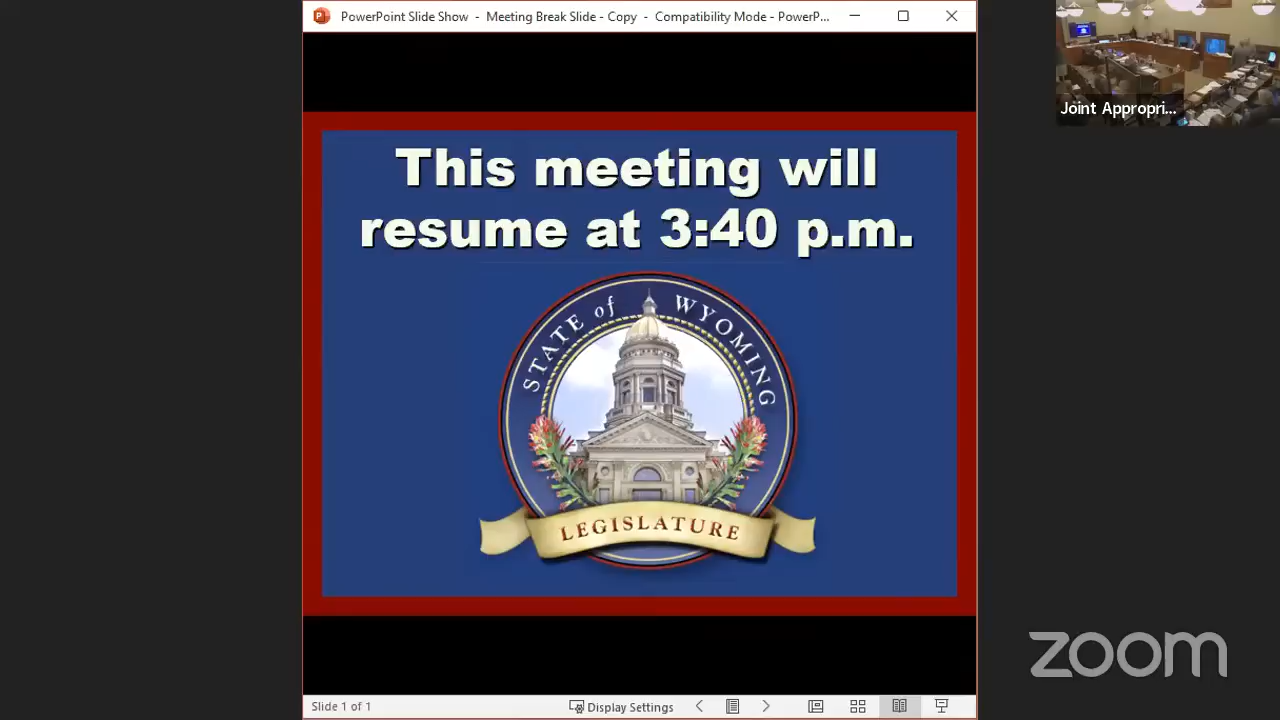 PowerPoint Slide Show - Meeting Break Slide - Copy - Compatibility Mode - PowerP...
Joint Appropri...
This meeting will
resume at 3:40 p.m.
STATE of WYOMING
LEGISLATURE
zoom
Slide 1 of 1
Display Settings